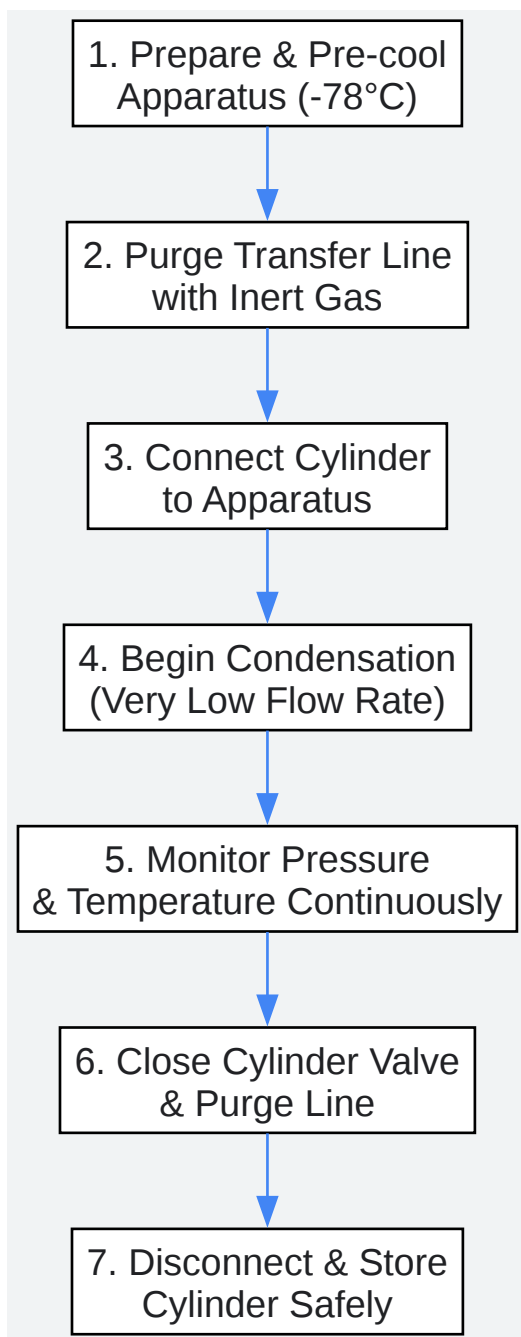 1. Prepare & Pre-cool
Apparatus (-78°C)
2. Purge Transfer Line
with Inert Gas
3. Connect Cylinder
to Apparatus
4. Begin Condensation
(Very Low Flow Rate)
5. Monitor Pressure
& Temperature Continuously
6. Close Cylinder Valve
& Purge Line
7. Disconnect & Store
Cylinder Safely